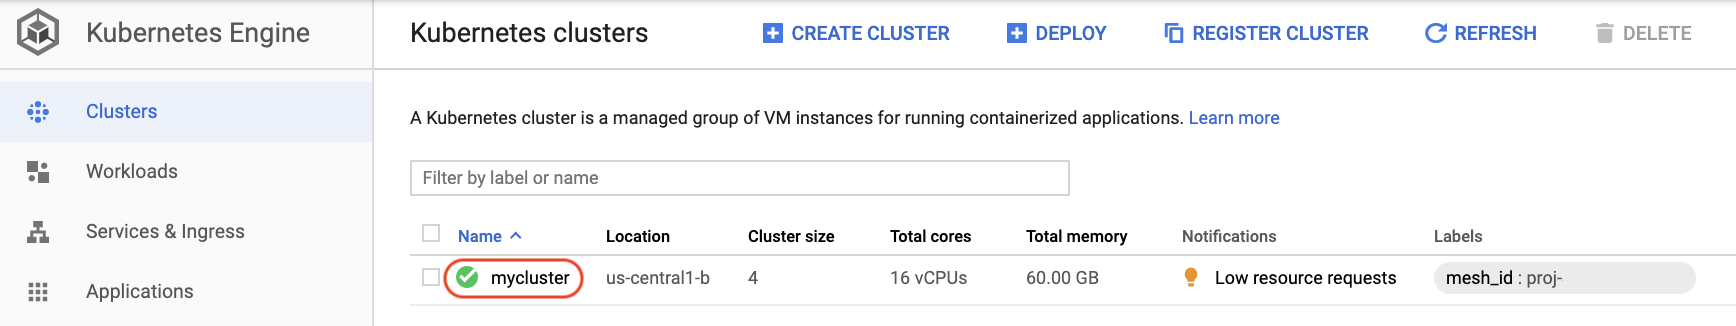 Kubernetes Engine
Kubernetes clusters
CREATE CLUSTER
DEPLOY
REGISTER CLUSTER
REFRESH
DELETE
Clusters
Workloads
Services & Ingress
Applications
A Kubernetes cluster is a managed group of VM instances for running containerized applications. Learn more
Filter by label or name
Name Location Cluster size Total cores Total memory Notifications Labels
mycluster us-central1-b 4 16 vCPUs 60.00 GB Low resource requests mesh_id : proj-